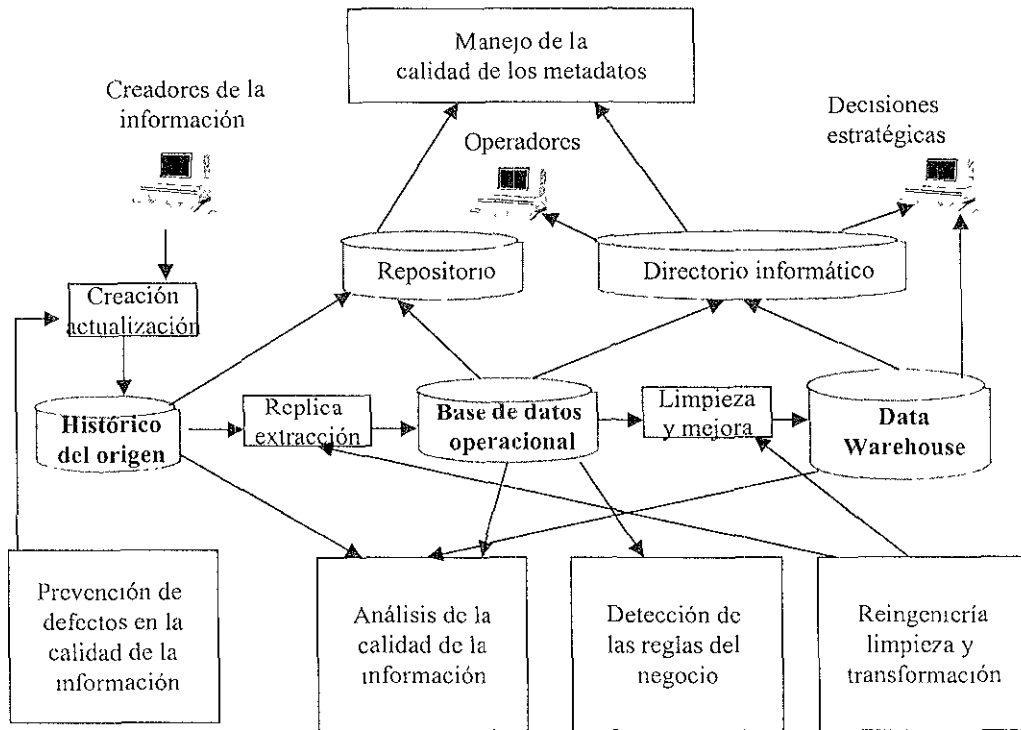 Manejo de la
calidad de los metadatos
Creadores de la
información
Operadores
Decisiones
estratégicas
Repositorio
Directorio informático
Creación
actualización
Histórico
del origen
Replica
extracción
Base de datos
operacional
Limpieza
y mejora
Data
Warehouse
Prevención de
defectos en la
calidad de la
información
Análisis de la
calidad de la
información
Detección de
las reglas del
negocio
Reingeniería
limpieza y
transformación